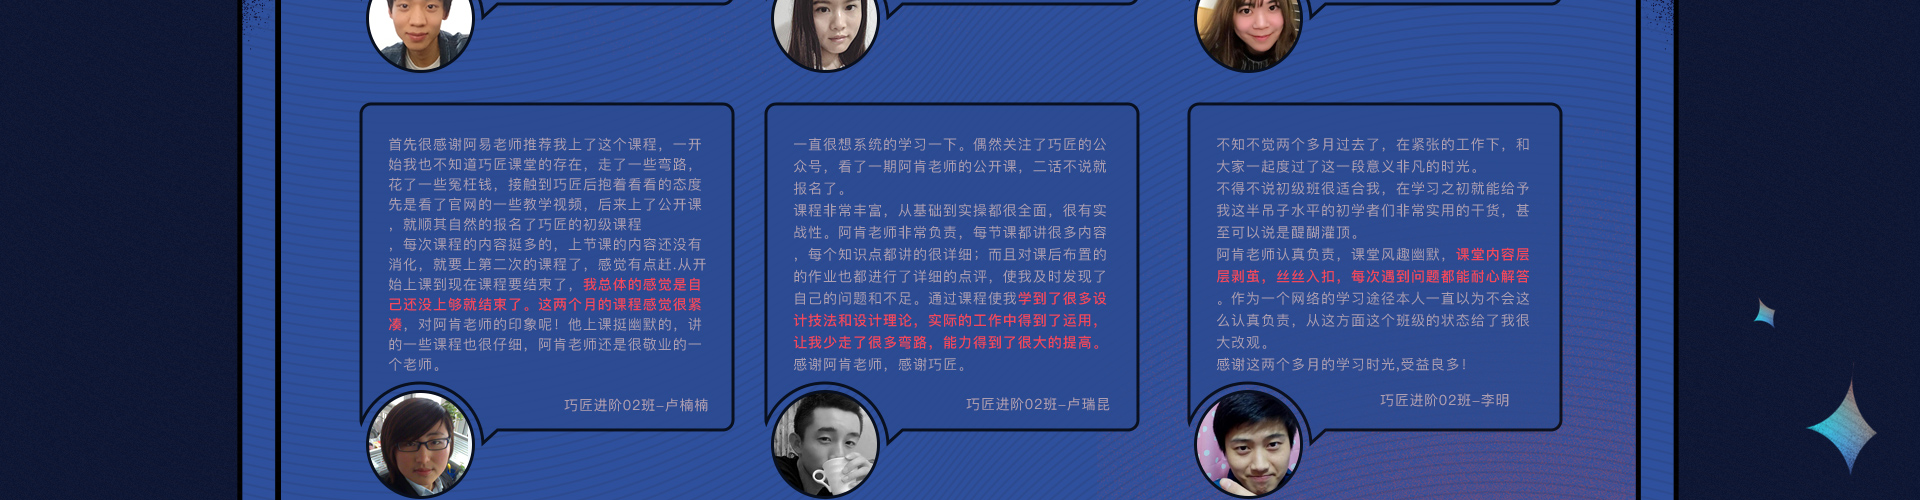 首先很感谢阿易老师推荐我上了这个课程，一开
始我也不知道巧匠课堂的存在，走了一些弯路，
花了一些冤枉钱，接触到巧匠后抱着看看的态度
先是看了官网的一些教学视频，后来上了公开课
，就顺其自然的报名了巧匠的初级课程
，每次课程的内容挺多的，上节课的内容还没有
消化，就要上第二次的课程了，感觉有点赶.从开
始上课到现在课程要结束了，我总体的感觉是自
己还没上够就结束了。这两个月的课程感觉很紧
凑，对阿肯老师的印象呢！他上课挺幽默的，讲
的一些课程也很仔细，阿肯老师还是很敬业的一
个老师。
巧匠进阶02班-卢楠楠
一直很想系统的学习一下。偶然关注了巧匠的公
众号，看了一期阿肯老师的公开课，二话不说就
报名了。
课程非常丰富，从基础到实操都很全面，很有实
战性。阿肯老师非常负责，每节课都讲很多内容
，每个知识点都讲的很详细；而且对课后布置的
的作业也都进行了详细的点评，使我及时发现了
自己的问题和不足。通过课程使我学到了很多设
计技法和设计理论，实际的工作中得到了运用，
让我少走了很多弯路，能力得到了很大的提高。
感谢阿肯老师，感谢巧匠。
巧匠进阶02班-卢瑞昆
不知不觉两个多月过去了，在紧张的工作下，和
大家一起度过了这一段意义非凡的时光。
不得不说初级班很适合我，在学习之初就能给予
我这半吊子水平的初学者们非常实用的干货，甚
至可以说是醍醐灌顶。
阿肯老师认真负责，课堂风趣幽默，课堂内容层
层剥茧，丝丝入扣，每次遇到问题都能耐心解答
。作为一个网络的学习途径本人一直以为不会这
么认真负责，从这方面这个班级的状态给了我很
大改观。
感谢这两个多月的学习时光,受益良多！
巧匠进阶02班-李明